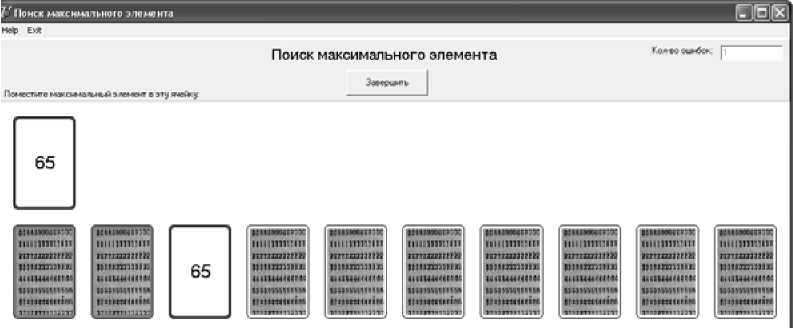 Поиск максимального элемента
Help Exit
Поиск максимального элемента
Кол-во ошибок: 1
Завершить
Поместите максимальный элемент в эту ячейку:
65
65